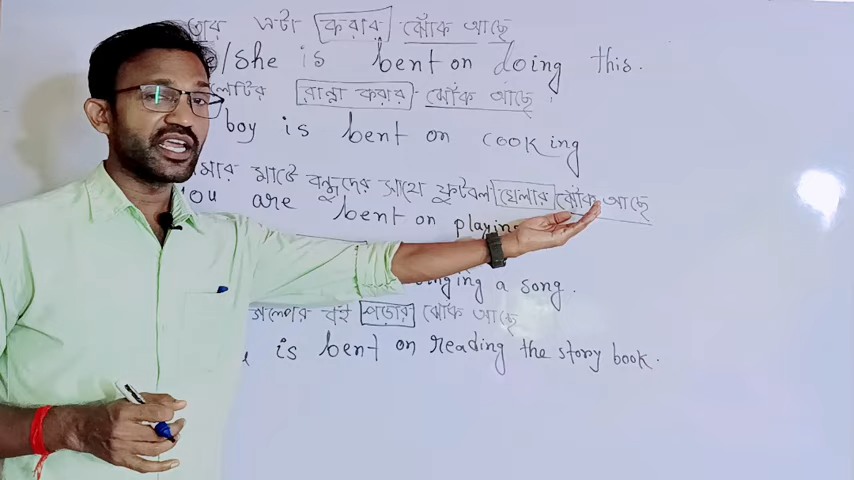 তার এটা করার ঝোঁক আছে
/she is bent on doing this.
লেটির রান্না করার ঝোঁক আছে
boy is bent on cooking
মার মাঠে বন্ধুদের সাথে ফুটবল খেলার ঝোঁক আছে
you are bent on playing
singing a song.
গল্পের বই পড়ার ঝোঁক আছে
is bent on reading the story book.